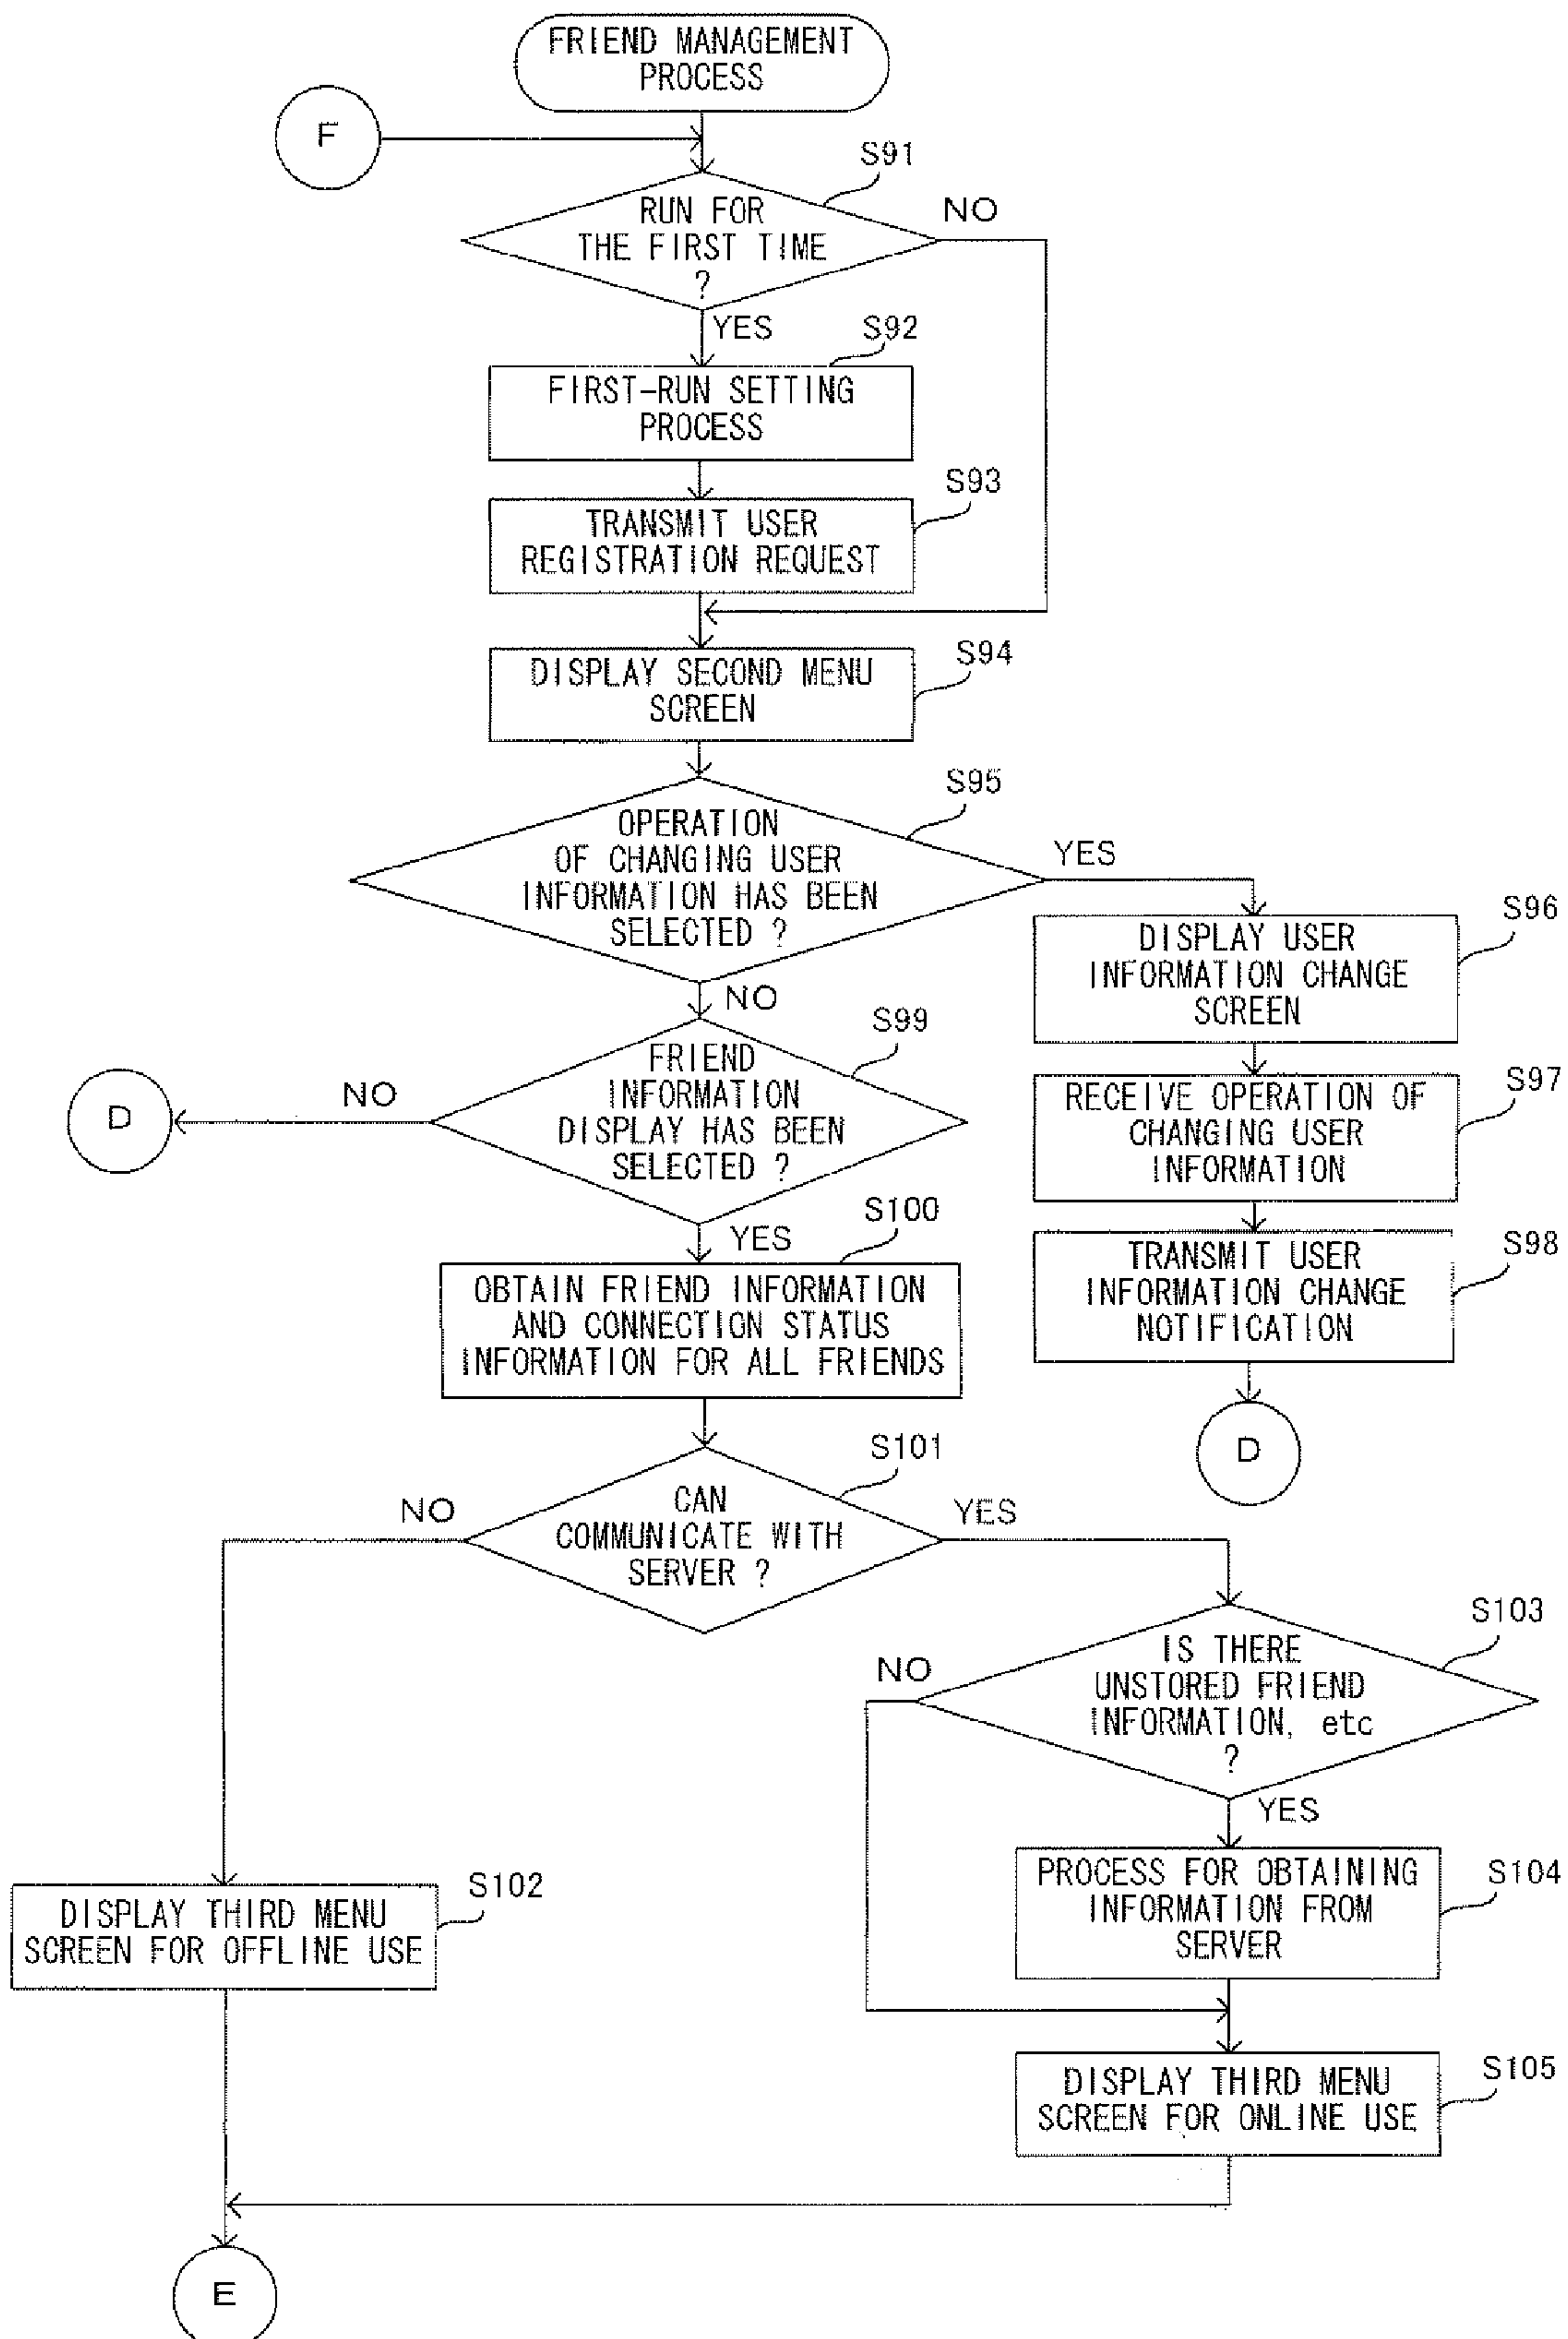 FRIEND MANAGEMENT
PROCESS
F
S91
RUN FOR
THE FIRST TIME
?
NO
YES
S92
FIRST-RUN SETTING
PROCESS
S93
TRANSMIT USER
REGISTRATION REQUEST
S94
DISPLAY SECOND MENU
SCREEN
S95
OPERATION
OF CHANGING USER
INFORMATION HAS BEEN
SELECTED ?
YES
NO
S96
DISPLAY USER
INFORMATION CHANGE
SCREEN
S97
RECEIVE OPERATION OF
CHANGING USER
INFORMATION
S98
TRANSMIT USER
INFORMATION CHANGE
NOTIFICATION
D
S99
FRIEND
INFORMATION
DISPLAY HAS BEEN
SELECTED ?
NO
D
YES
S100
OBTAIN FRIEND INFORMATION
AND CONNECTION STATUS
INFORMATION FOR ALL FRIENDS
S101
CAN
COMMUNICATE WITH
SERVER ?
NO
YES
S103
IS THERE
UNSTORED FRIEND
INFORMATION, etc
?
NO
YES
S104
PROCESS FOR OBTAINING
INFORMATION FROM
SERVER
S102
DISPLAY THIRD MENU
SCREEN FOR OFFLINE USE
S105
DISPLAY THIRD MENU
SCREEN FOR ONLINE USE
E